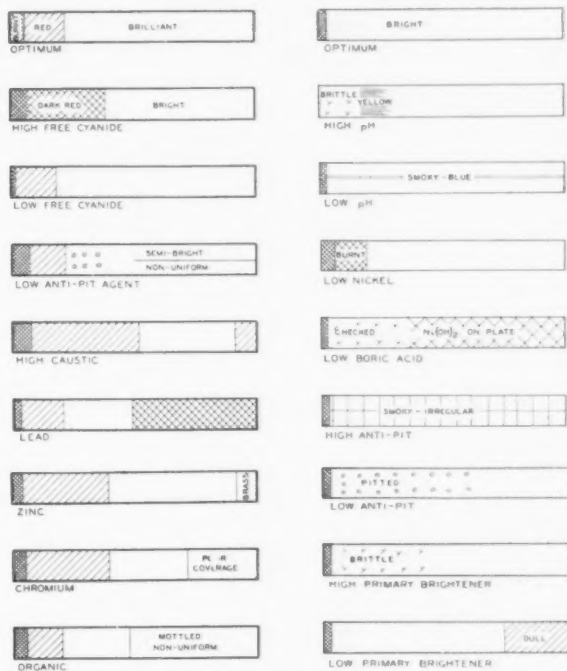 RED
BRILLIANT
OPTIMUM
DARK RED
BRIGHT
HIGH FREE CYANIDE
LOW FREE CYANIDE
SEMI-BRIGHT
NON-UNIFORM
LOW ANTI-PIT AGENT
HIGH CAUSTIC
LEAD
BRASS
ZINC
COVERAGE
CHROMIUM
MOTTLED
NON-UNIFORM
ORGANIC
BRIGHT
OPTIMUM
BRITTLE
YELLOW
HIGH pH
SMOKY-BLUE
LOW pH
BURNT
LOW NICKEL
CHECKED Ni(OH)2 ON PLATE
LOW BORIC ACID
SMOKY-IRREGULAR
HIGH ANTI-PIT
PITTED
LOW ANTI-PIT
BRITTLE
HIGH PRIMARY BRIGHTENER
DULL
LOW PRIMARY BRIGHTENER